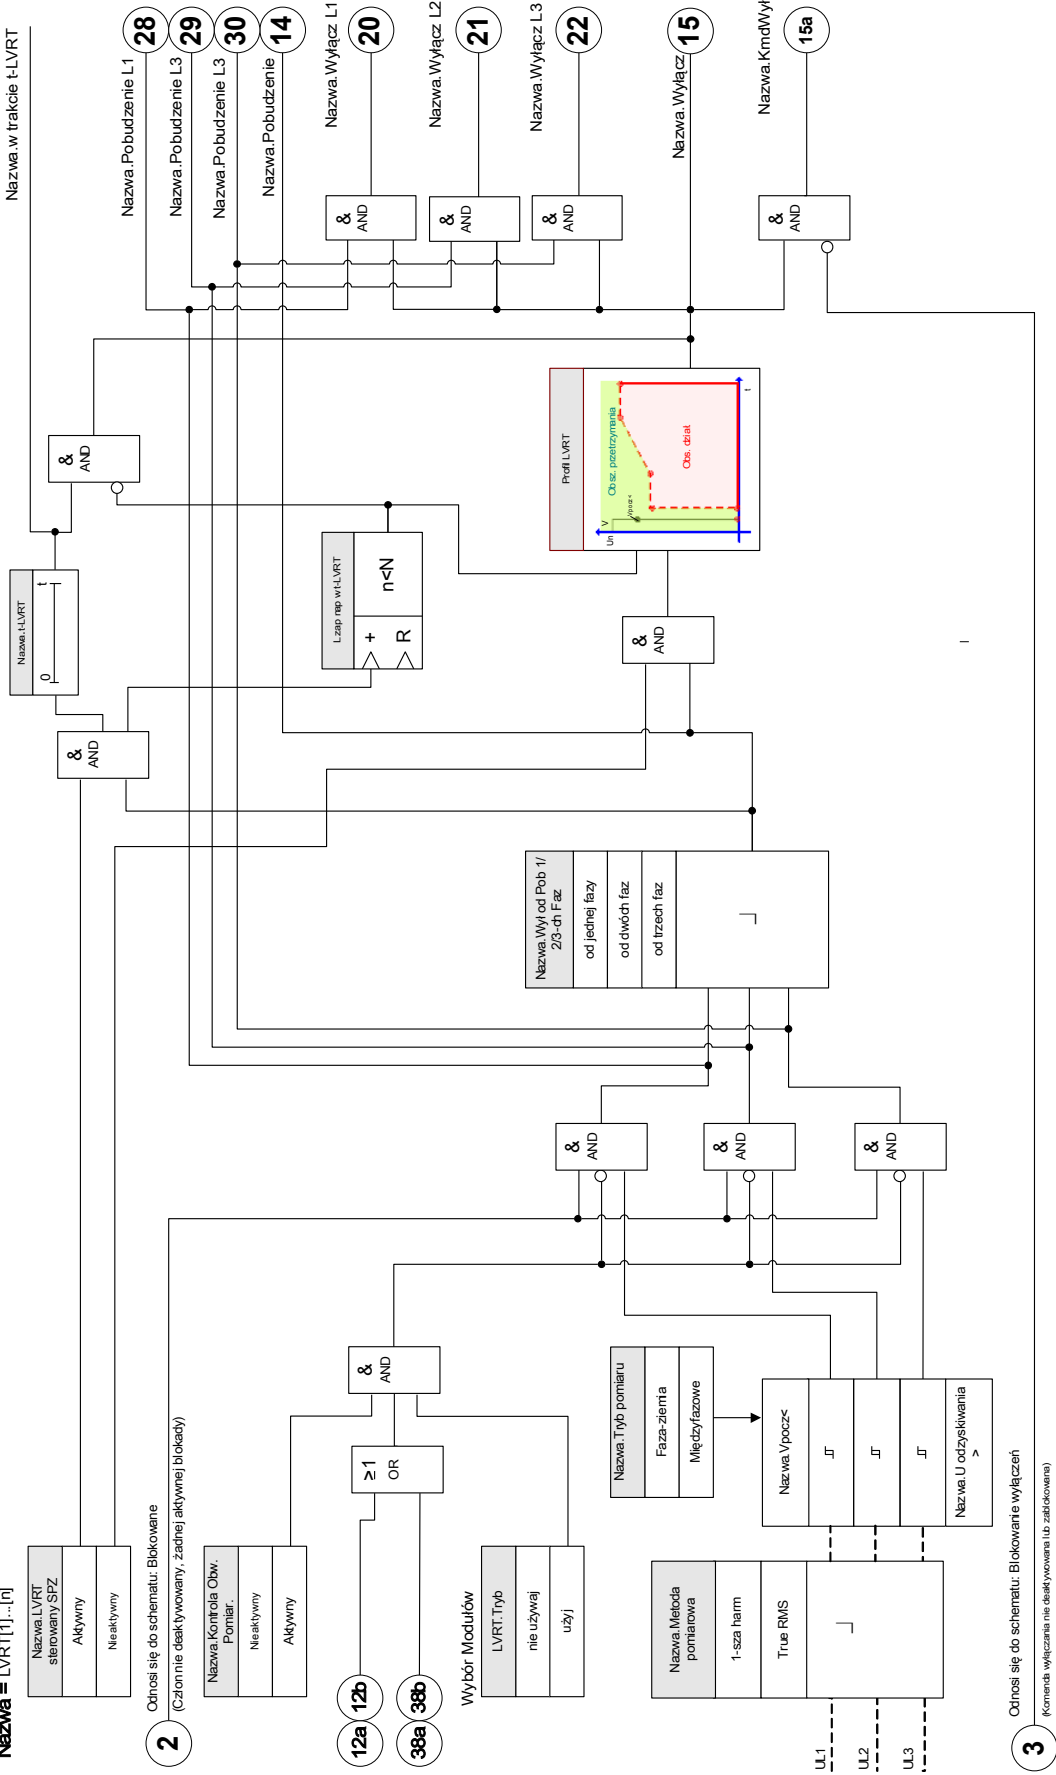 Nazwa = LVRT[1]...[n]
Nazwa.LVRT
sterowany SPZ
Aktywny
Nieaktywny
2
Odnosi się do schematu: Blokowane
(Człon nie deaktywowany, żadnej aktywnej blokady)
Nazwa.Kontrola Obw.
Pomiar.
Nieaktywny
Aktywny
12a
12b
38a
38b
≥1
OR
&
AND
Wybór Modułów
LVRT.Tryb
nie używaj
użyj
Nazwa.Metoda
pomiarowa
1-sza harm
True RMS
UL1
UL2
UL3
Nazwa.Tryb pomiaru
Faza-ziemia
Międzyfazowe
Nazwa.Vpocz<
Nazw a.U odzyskiwania
>
3
Odnosi się do schematu: Blokowanie wyłączeń
(Komenda wyłączania nie deaktywowana lub zablokowana)
&
AND
&
AND
&
AND
Nazwa.Wył od Pob 1/
2/3-ch Faz
od jednej fazy
od dwóch faz
od trzech faz
&
AND
Nazwa.t-LVRT
0
t
L zap nap w t-LVRT
+
R
n<N
&
AND
&
AND
Profil LVRT
Obsz. przetrzymania
Obs. dział.
Un
V
Vpocz<
t
&
AND
&
AND
&
AND
&
AND
Nazwa.w trakcie t-LVRT
Nazwa.Pobudzenie L1
28
Nazwa.Pobudzenie L3
29
Nazwa.Pobudzenie L3
30
Nazwa.Pobudzenie
14
Nazwa.Wyłącz L1
20
Nazwa.Wyłącz L2
21
Nazwa.Wyłącz L3
22
Nazwa.Wyłącz
15
Nazwa.KmdWył
15a